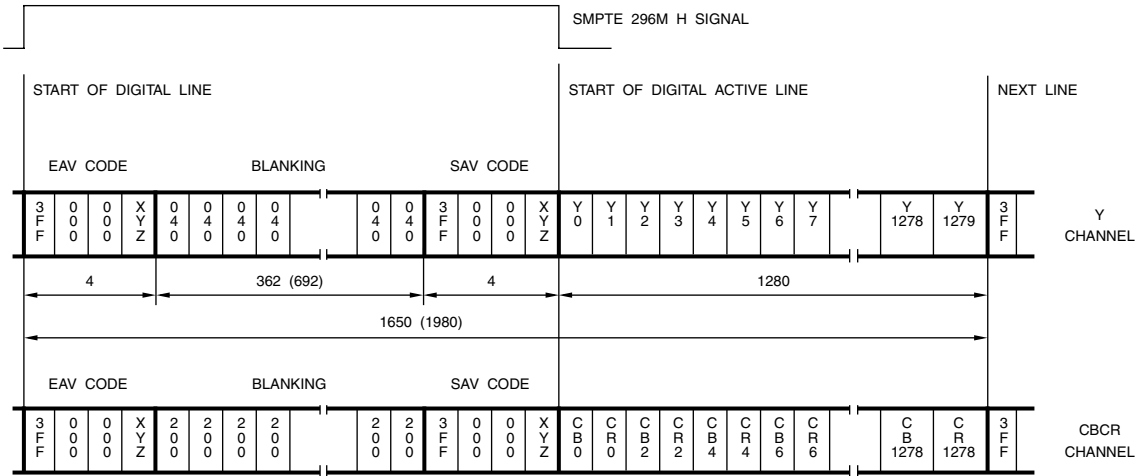 SMPTE 296M H SIGNAL
START OF DIGITAL LINE START OF DIGITAL ACTIVE LINE NEXT LINE
EAV CODE BLANKING SAV CODE
3FF 000 000 XYZ 040 040 040 040 040 040 3FF 000 000 XYZ Y0 Y1 Y2 Y3 Y4 Y5 Y6 Y7 Y1278 Y1279 3FF
Y
CHANNEL
4 362 (692) 4 1280
1650 (1980)
EAV CODE BLANKING SAV CODE
3FF 000 000 XYZ 200 200 200 200 200 200 3FF 000 000 XYZ CB0 CR0 CB2 CR2 CB4 CR4 CB6 CR6 CB1278 CR1278 3FF
CBCR
CHANNEL